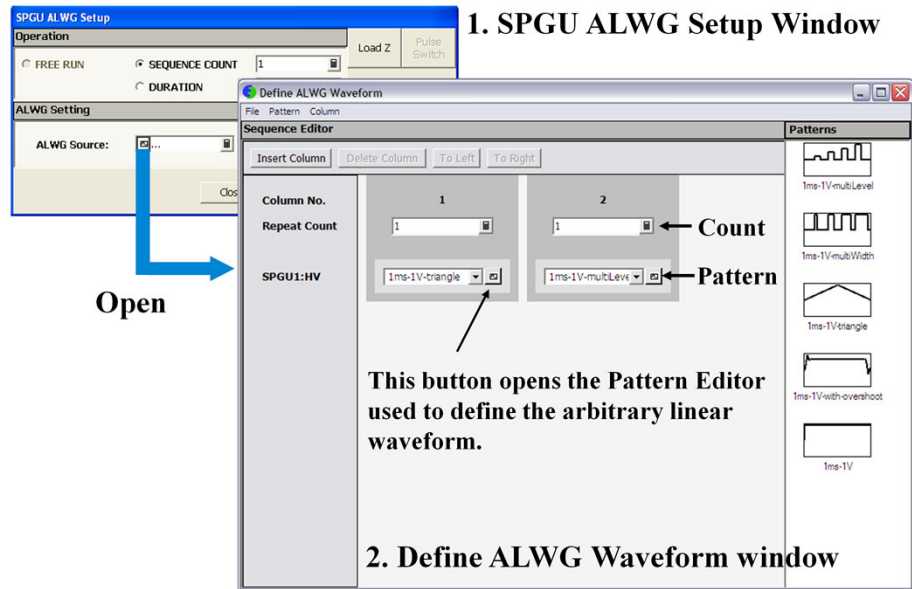 SPGU ALWG Setup
1. SPGU ALWG Setup Window
Operation
FREE RUN
SEQUENCE COUNT
1
DURATION
Load Z
Pulse Switch
ALWG Setting
ALWG Source:
...
Clos
Open
Define ALWG Waveform
File Pattern Column
Sequence Editor
Insert Column
Delete Column
To Left
To Right
Column No.
1
2
Repeat Count
1
1
Count
SPGU1:HV
1ms-1V-triangle
1ms-1V-multiLeve
Pattern
This button opens the Pattern Editor
used to define the arbitrary linear
waveform.
2. Define ALWG Waveform window
Patterns
1ms-1V-multiLevel
1ms-1V-multiWidth
1ms-1V-triangle
1ms-1V-with-overshoot
1ms-1V